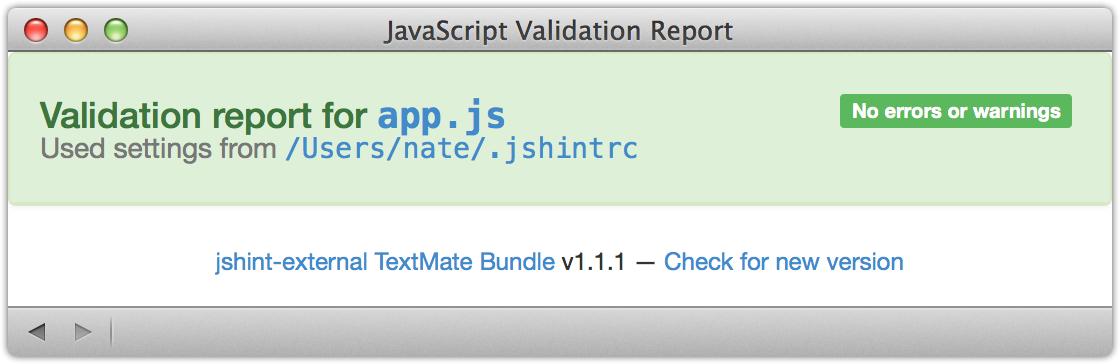 JavaScript Validation Report
Validation report for app.js
No errors or warnings
Used settings from /Users/nate/.jshintrc
jshint-external TextMate Bundle v1.1.1 — Check for new version